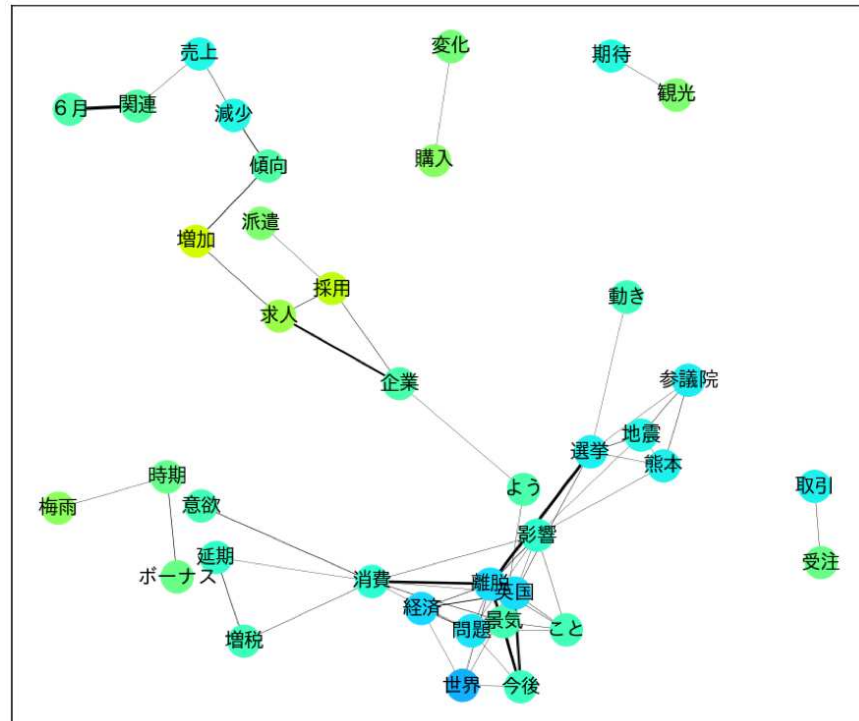 変化
売上
期待
観光
関連
6月
減少
購入
傾向
派遣
増加
採用
動き
求人
参議院
企業
地震
選挙
熊本
時期
取引
よう
梅雨
意欲
影響
延期
受注
ボーナス
消費
離脱
英国
経済
景気
問題
こと
増税
世界
今後